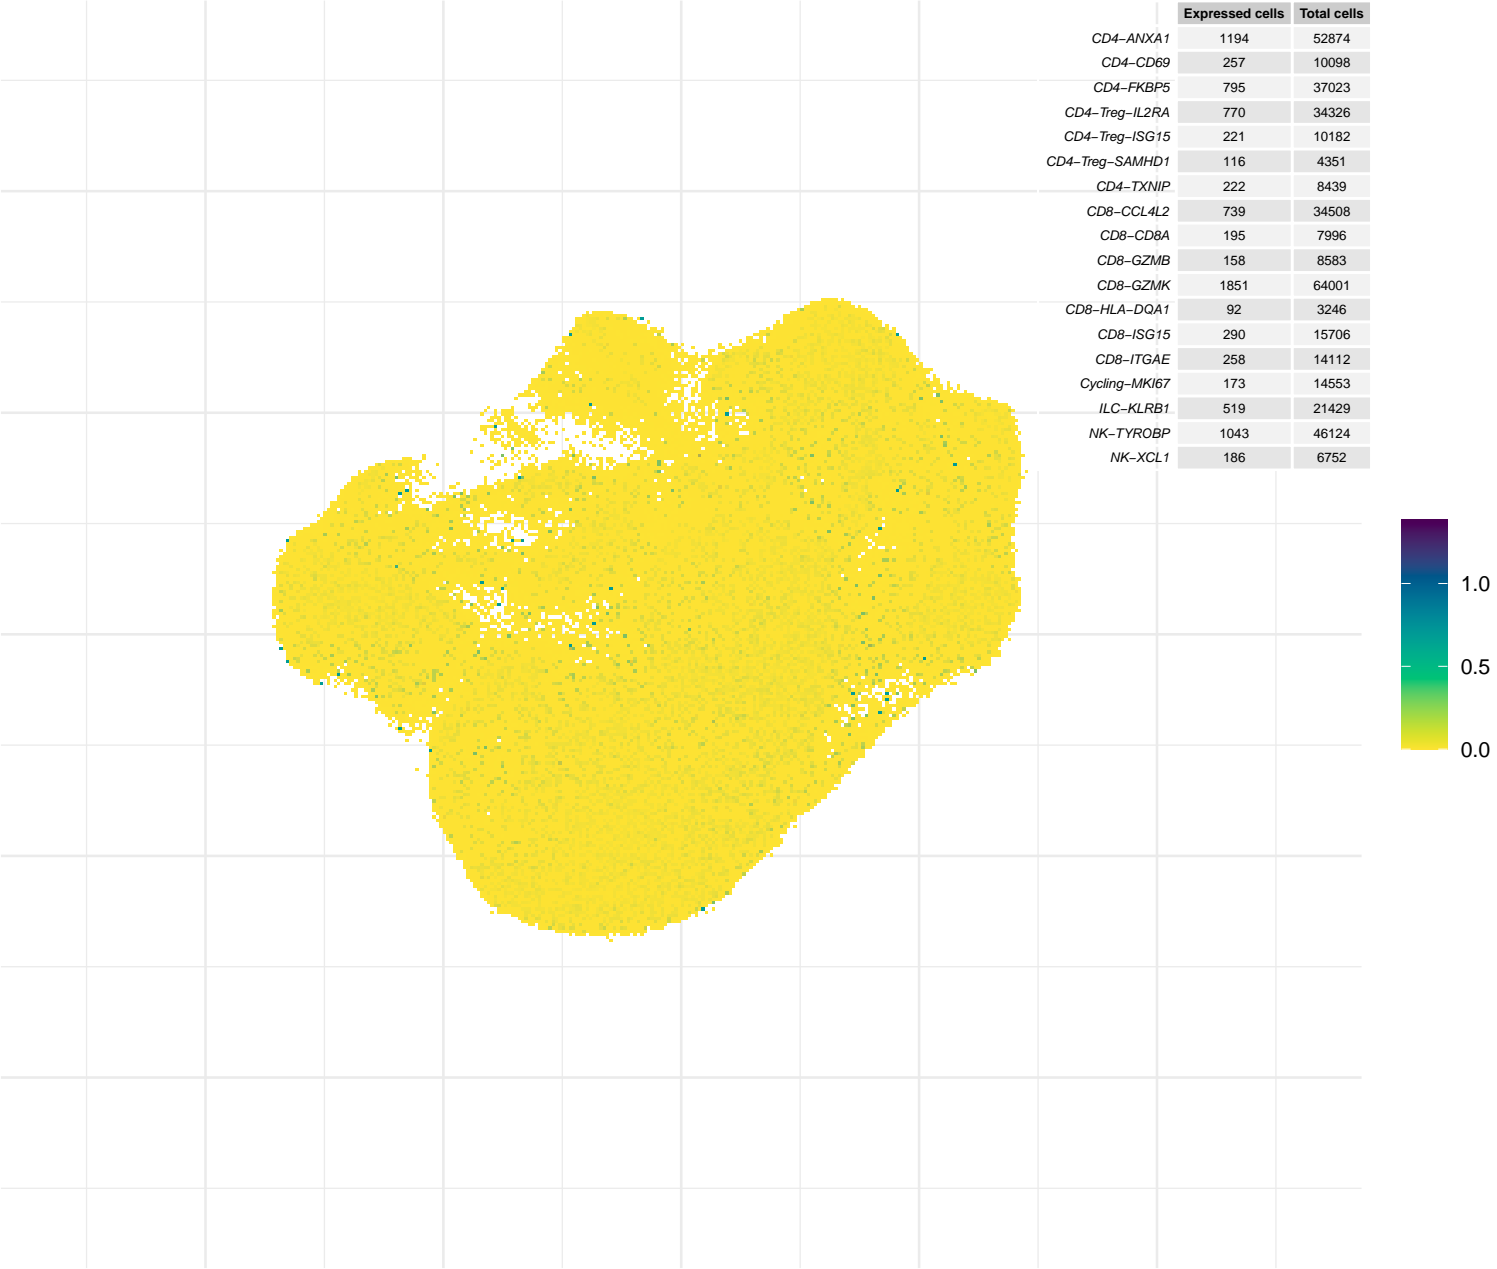 Expressed cells Total cells
CD4−ANXA1 1194 52874
CD4−CD69 257 10098
CD4−FKBP5 795 37023
CD4−Treg−IL2RA 770 34326
CD4−Treg−ISG15 221 10182
CD4−Treg−SAMHD1 116 4351
CD4−TXNIP 222 8439
CD8−CCL4L2 739 34508
CD8−CD8A 195 7996
CD8−GZMB 158 8583
CD8−GZMK 1851 64001
CD8−HLA−DQA1 92 3246
CD8−ISG15 290 15706
CD8−ITGAE 258 14112
Cycling−MKI67 173 14553
ILC−KLRB1 519 21429
NK−TYROBP 1043 46124
NK−XCL1 186 6752
1.0
0.5
0.0